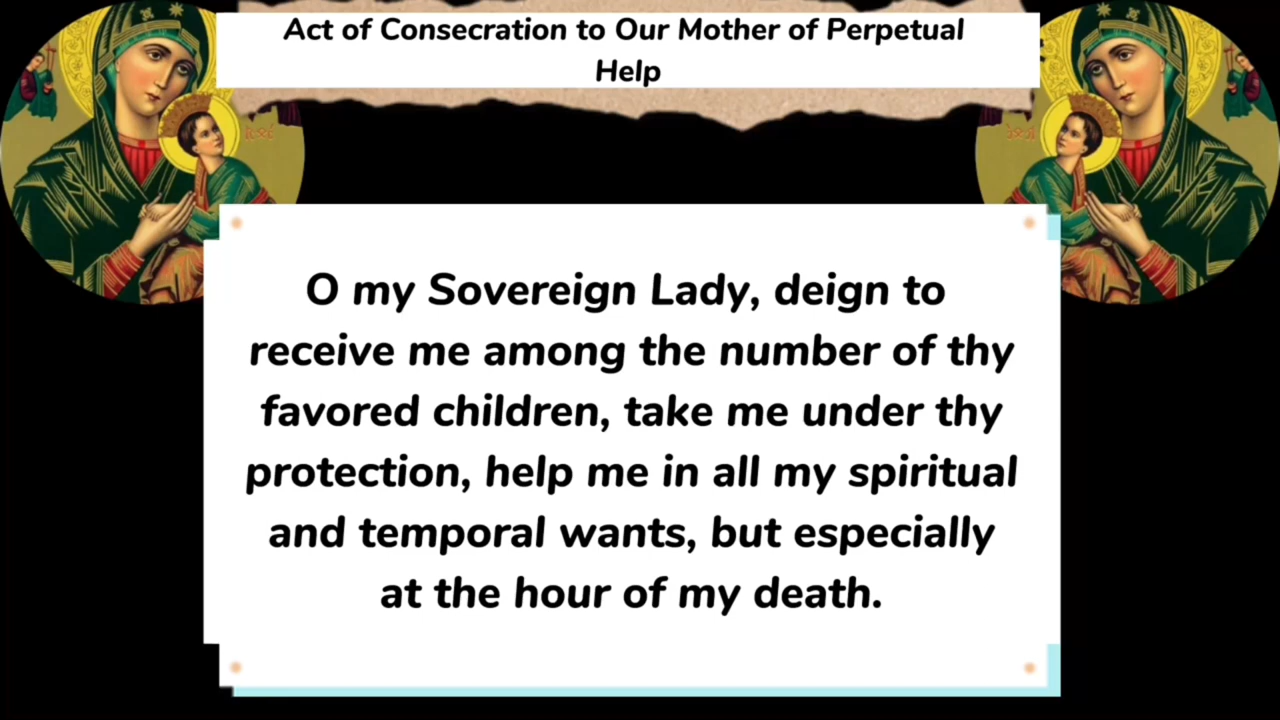 Act of Consecration to Our Mother of Perpetual
Help
O my Sovereign Lady, deign to
receive me among the number of thy
favored children, take me under thy
protection, help me in all my spiritual
and temporal wants, but especially
at the hour of my death.